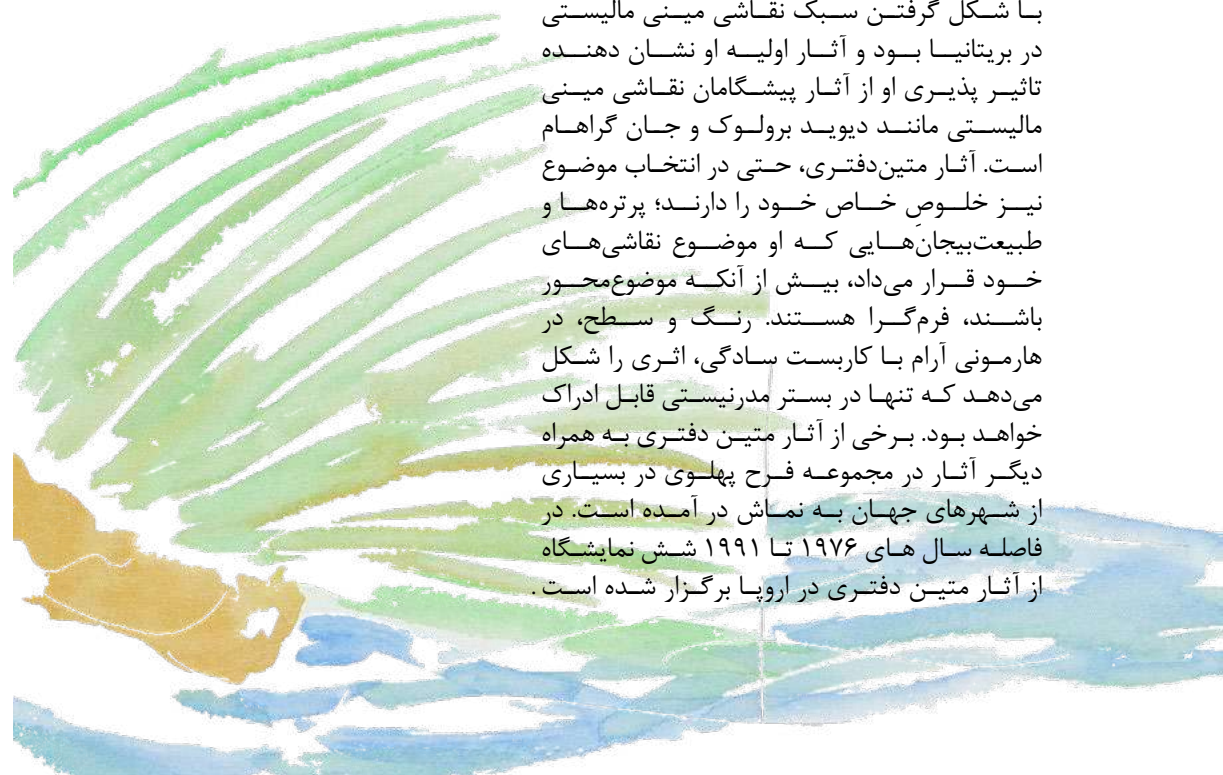 با شکل گرفتن سبک نقاشی مینی مالیستی
در بریتانیا بود و آثار اولیه او نشان دهنده
تاثیر پذیری او از آثار پیشگامان نقاشی مینی
مالیستی مانند دیوید برولوک و جان گراهام
است. آثار متین‌دفتری، حتی در انتخاب موضوع
نیز خلوصِ خاص خود را دارند؛ پرتره‌ها و
طبیعت‌بیجان‌هایی که او موضوع نقاشی‌های
خود قرار می‌داد، بیش از آنکه موضوع‌محور
باشند، فرم‌گرا هستند. رنگ و سطح، در
هارمونی آرام با کاربست سادگی، اثری را شکل
می‌دهد که تنها در بستر مدرنیستی قابل ادراک
خواهد بود. برخی از آثار متین دفتری به همراه
دیگر آثار در مجموعه فرح پهلوی در بسیاری
از شهرهای جهان به نماش در آمده است. در
فاصله سال های ۱۹۷۶ تا ۱۹۹۱ شش نمایشگاه
از آثار متین دفتری در اروپا برگزار شده است.